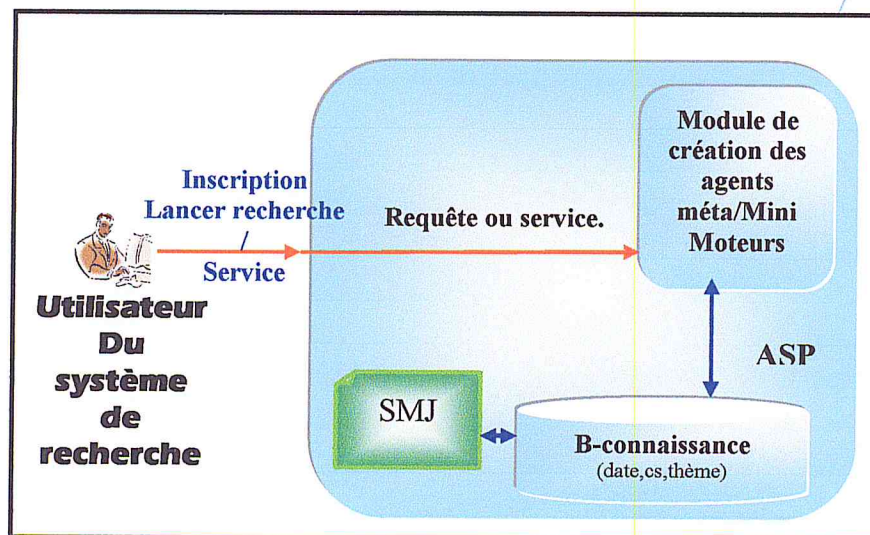 Inscription
Lancer recherche
/
Service
Requête ou service.
Module de
création des
agents
méta/Mini
Moteurs
Utilisateur
Du
système
de
recherche
ASP
SMJ
B-connaissance
(date,cs,thème)